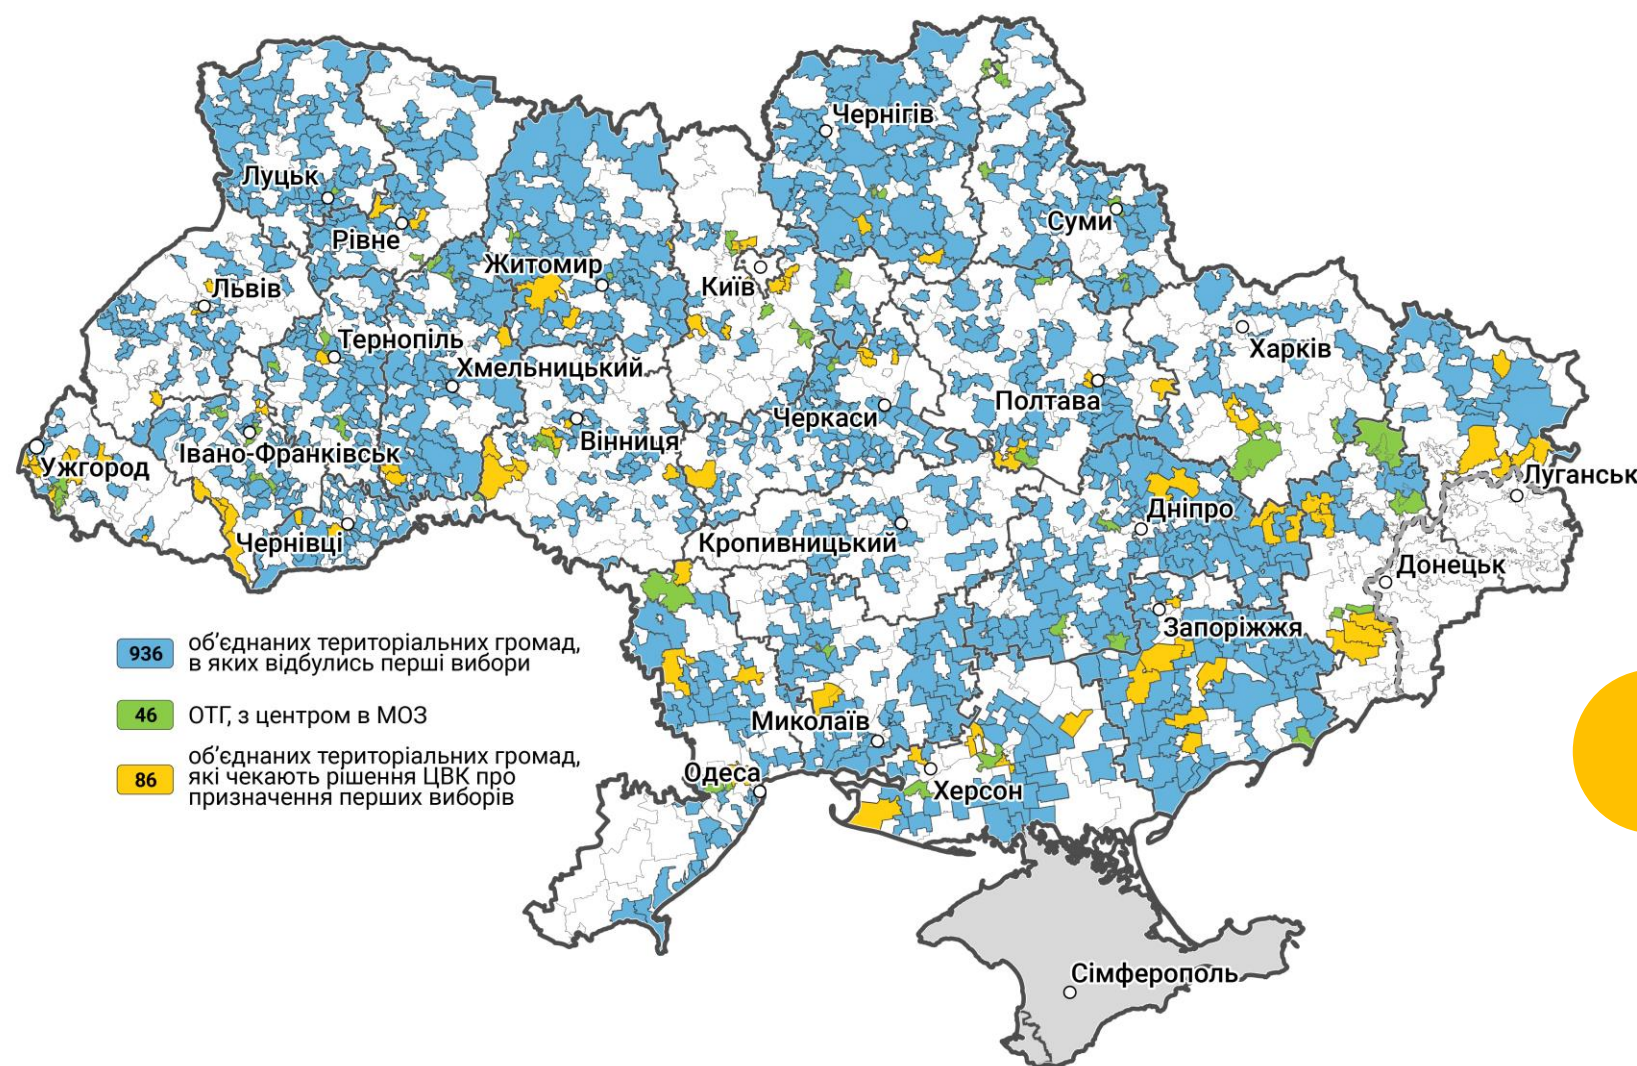 Чернігів
Луцьк
Суми
Рівне
Житомир
Київ
Львів
Тернопіль
Харків
Хмельницький
Полтава
Черкаси
Вінниця
Івано-Франківськ
Ужгород
Луганськ
Дніпро
Чернівці
Кропивницький
Донецьк
Запоріжжя
936
об’єднаних територіальних громад,
в яких відбулись перші вибори
46
ОТГ, з центром в МОЗ
Миколаїв
86
об’єднаних територіальних громад,
які чекають рішення ЦВК про
призначення перших виборів
Одеса
Херсон
Сімферополь